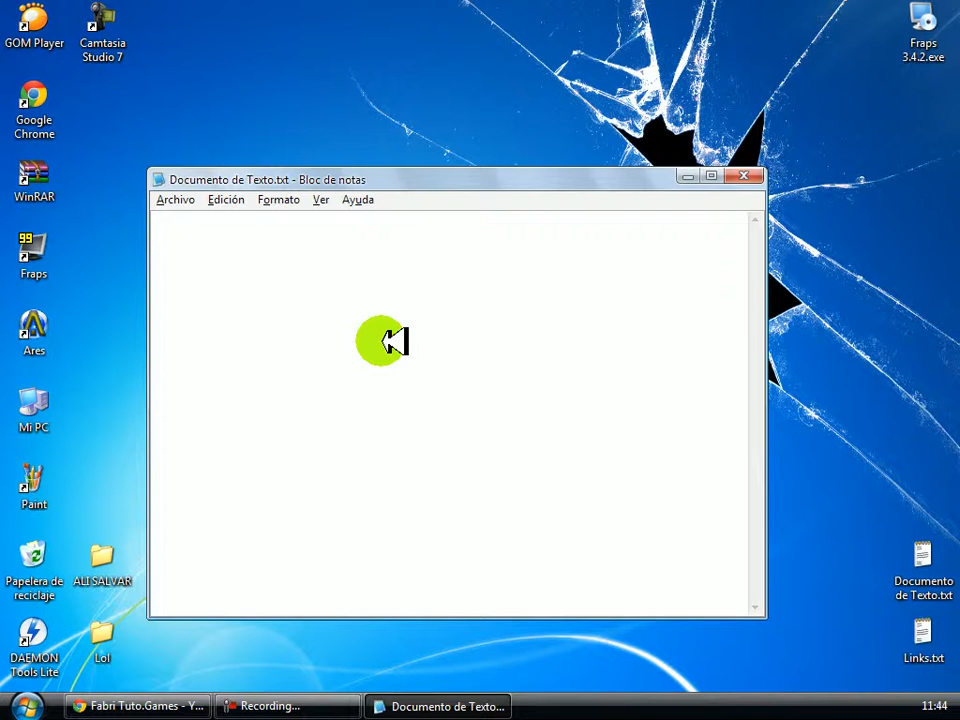 GOM Player
Camtasia
Studio 7
Fraps
3.4.2.exe
Google
Chrome
WinRAR
Documento de Texto.txt - Bloc de notas
Archivo Edición Formato Ver Ayuda
99
Fraps
Ares
Mi PC
Paint
Papelera de
reciclaje
ALI SALVAR
Documento
de Texto.txt
DAEMON
Tools Lite
Lol
Links.txt
Fabri Tuto.Games - Y...
Recording...
Documento de Texto...
11:44